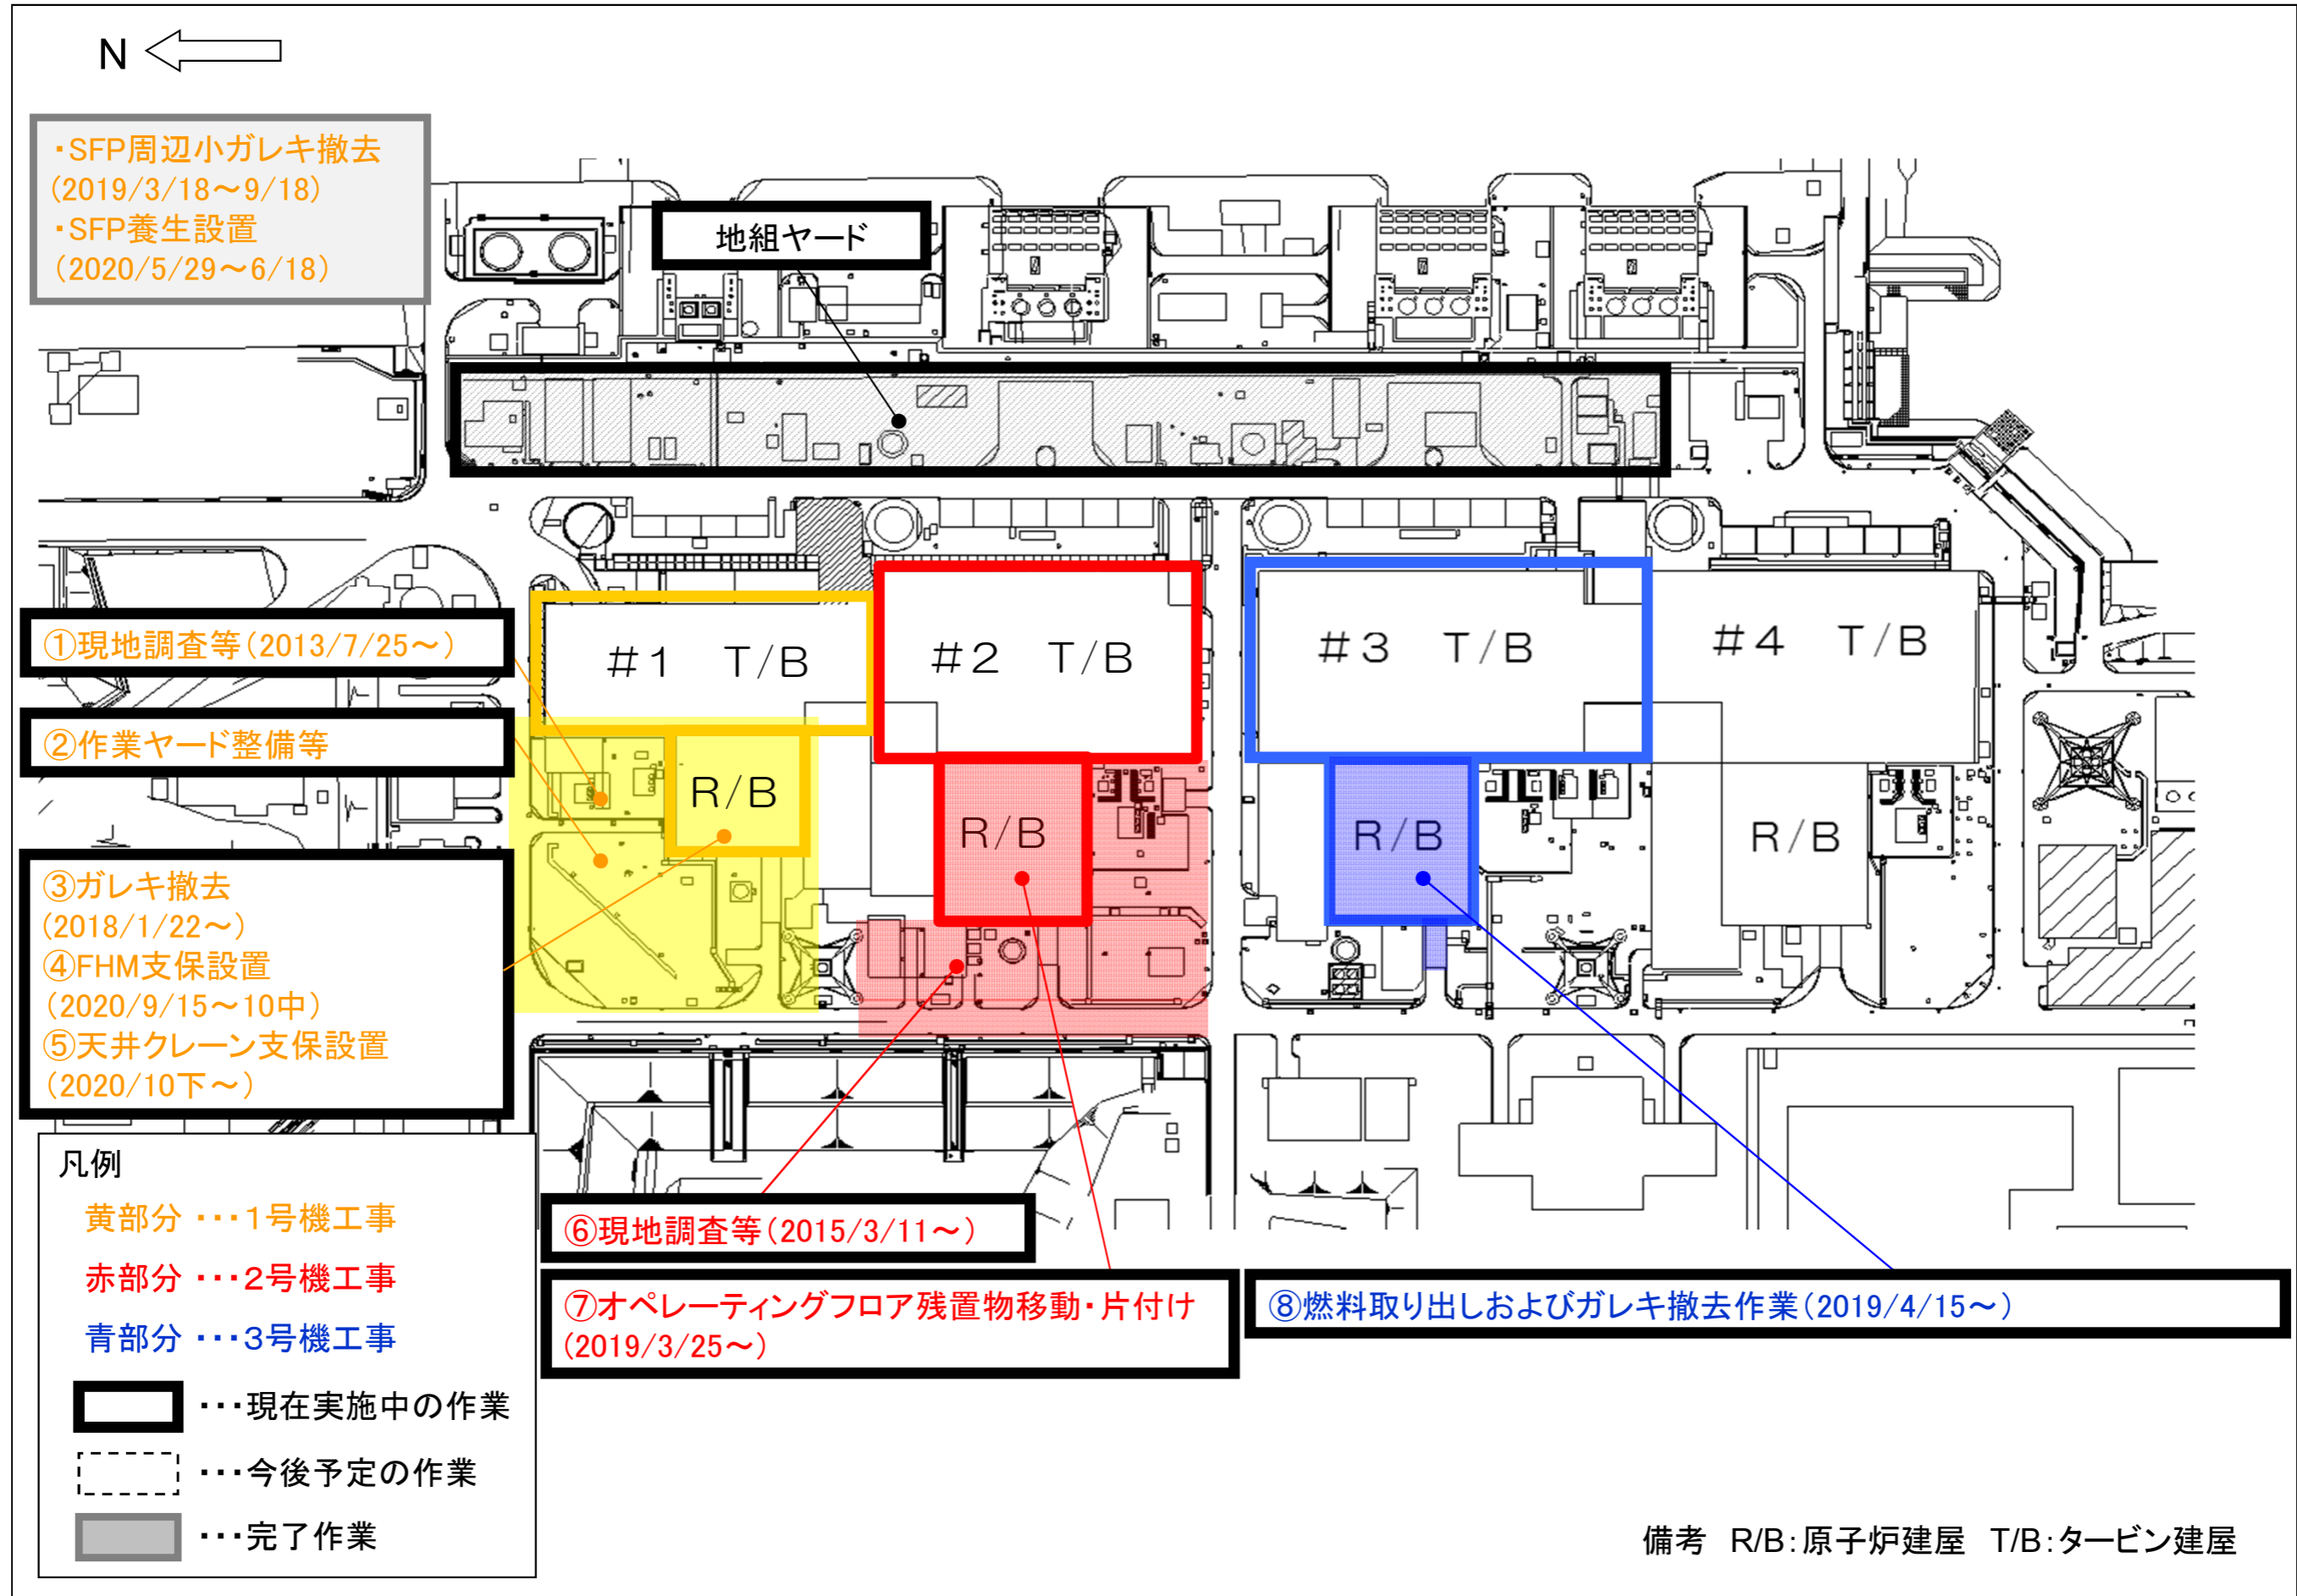 N
・SFP周辺小ガレキ撤去
(2019/3/18～9/18)
・SFP養生設置
(2020/5/29～6/18)
地組ヤード
①現地調査等(2013/7/25～)
②作業ヤード整備等
③ガレキ撤去
(2018/1/22～)
④FHM支保設置
(2020/9/15～10中)
⑤天井クレーン支保設置
(2020/10下～)
#1 T/B
#2 T/B
#3 T/B
#4 T/B
R/B
R/B
R/B
R/B
⑥現地調査等(2015/3/11～)
⑦オペレーティングフロア残置物移動・片付け
(2019/3/25～)
⑧燃料取り出しおよびガレキ撤去作業(2019/4/15～)
凡例
黄部分 ・・・1号機工事
赤部分 ・・・2号機工事
青部分 ・・・3号機工事
・・・現在実施中の作業
・・・今後予定の作業
・・・完了作業
備考 R/B:原子炉建屋 T/B:タービン建屋